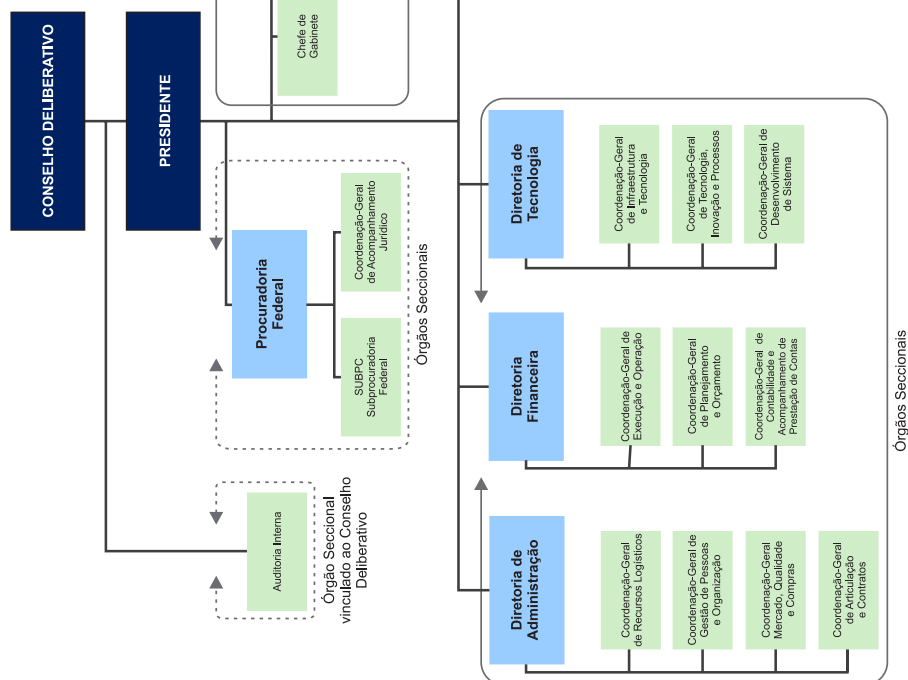 CONSELHO DELIBERATIVO
PRESIDENTE
Chefe de
Gabinete
Auditoria Interna
Órgão Seccional
vinculado ao Conselho
Deliberativo
Procuradoria
Federal
SUBPC
Subprocuradoria
Federal
Coordenação-Geral
de Acompanhamento
Jurídico
Órgãos Seccionais
Diretoria de
Administração
Coordenação-Geral
de Recursos Logísticos
Coordenação-Geral de
Gestão de Pessoas
e Organização
Coordenação-Geral de
Mercado, Qualidade
e Compras
Coordenação-Geral
de Articulação
e Contratos
Diretoria
Financeira
Coordenação-Geral de
Execução e Operação
Coordenação-Geral
de Planejamento
e Orçamento
Coordenação-Geral de
Contabilidade e
Acompanhamento de
Prestação de Contas
Diretoria de
Tecnologia
Coordenação-Geral
de Infraestrutura
e Tecnologia
Coordenação-Geral
de Tecnologia,
Inovação e Processos
Coordenação-Geral de
Desenvolvimento
de Sistema
Órgãos Seccionais